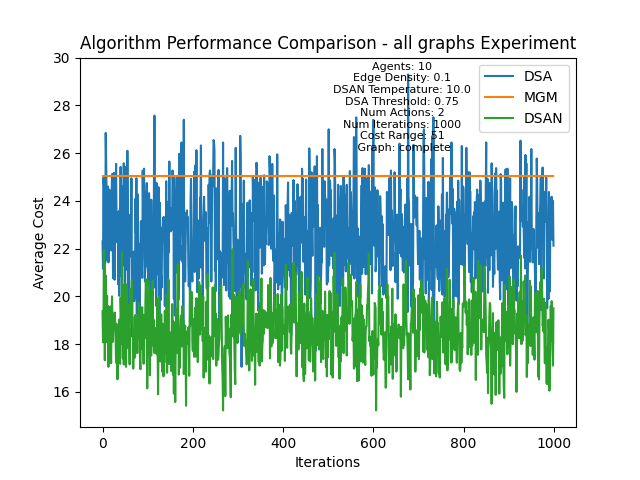 Algorithm Performance Comparison - all graphs Experiment
Agents: 10
Edge Density: 0.1
DSAN Temperature: 10.0
DSA Threshold: 0.75
Num Actions: 2
Num Iterations: 1000
Cost Range: 51
Graph: complete
DSA
MGM
DSAN
Average Cost
30
28
26
24
22
20
18
16
0
200
400
600
800
1000
Iterations